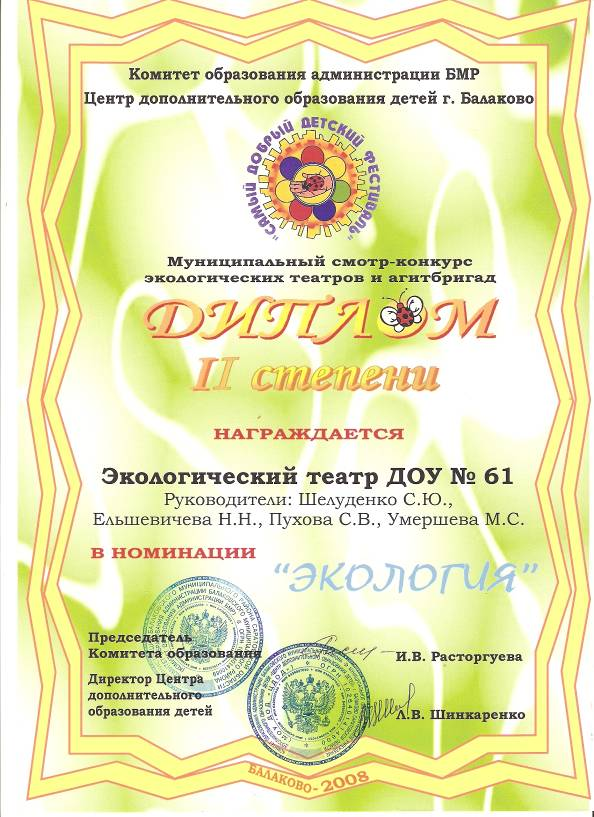 Комитет образования администрации БМР
Центр дополнительного образования детей г. Балаково
"САМЫЙ ДОБРЫЙ ДЕТСКИЙ ФЕСТИВАЛЬ"
Муниципальный смотр-конкурс
экологических театров и агитбригад
ДИПЛОМ
II степени
НАГРАЖДАЕТСЯ
Экологический театр ДОУ № 61
Руководители: Шелуденко С.Ю.,
Ельшевичева Н.Н., Пухова С.В., Умершева М.С.
В НОМИНАЦИИ
"ЭКОЛОГИЯ"
Председатель
Комитета образования
И.В. Расторгуева
Директор Центра
дополнительного
образования детей
Л.В. Шинкаренко
БАЛАКОВО-2008